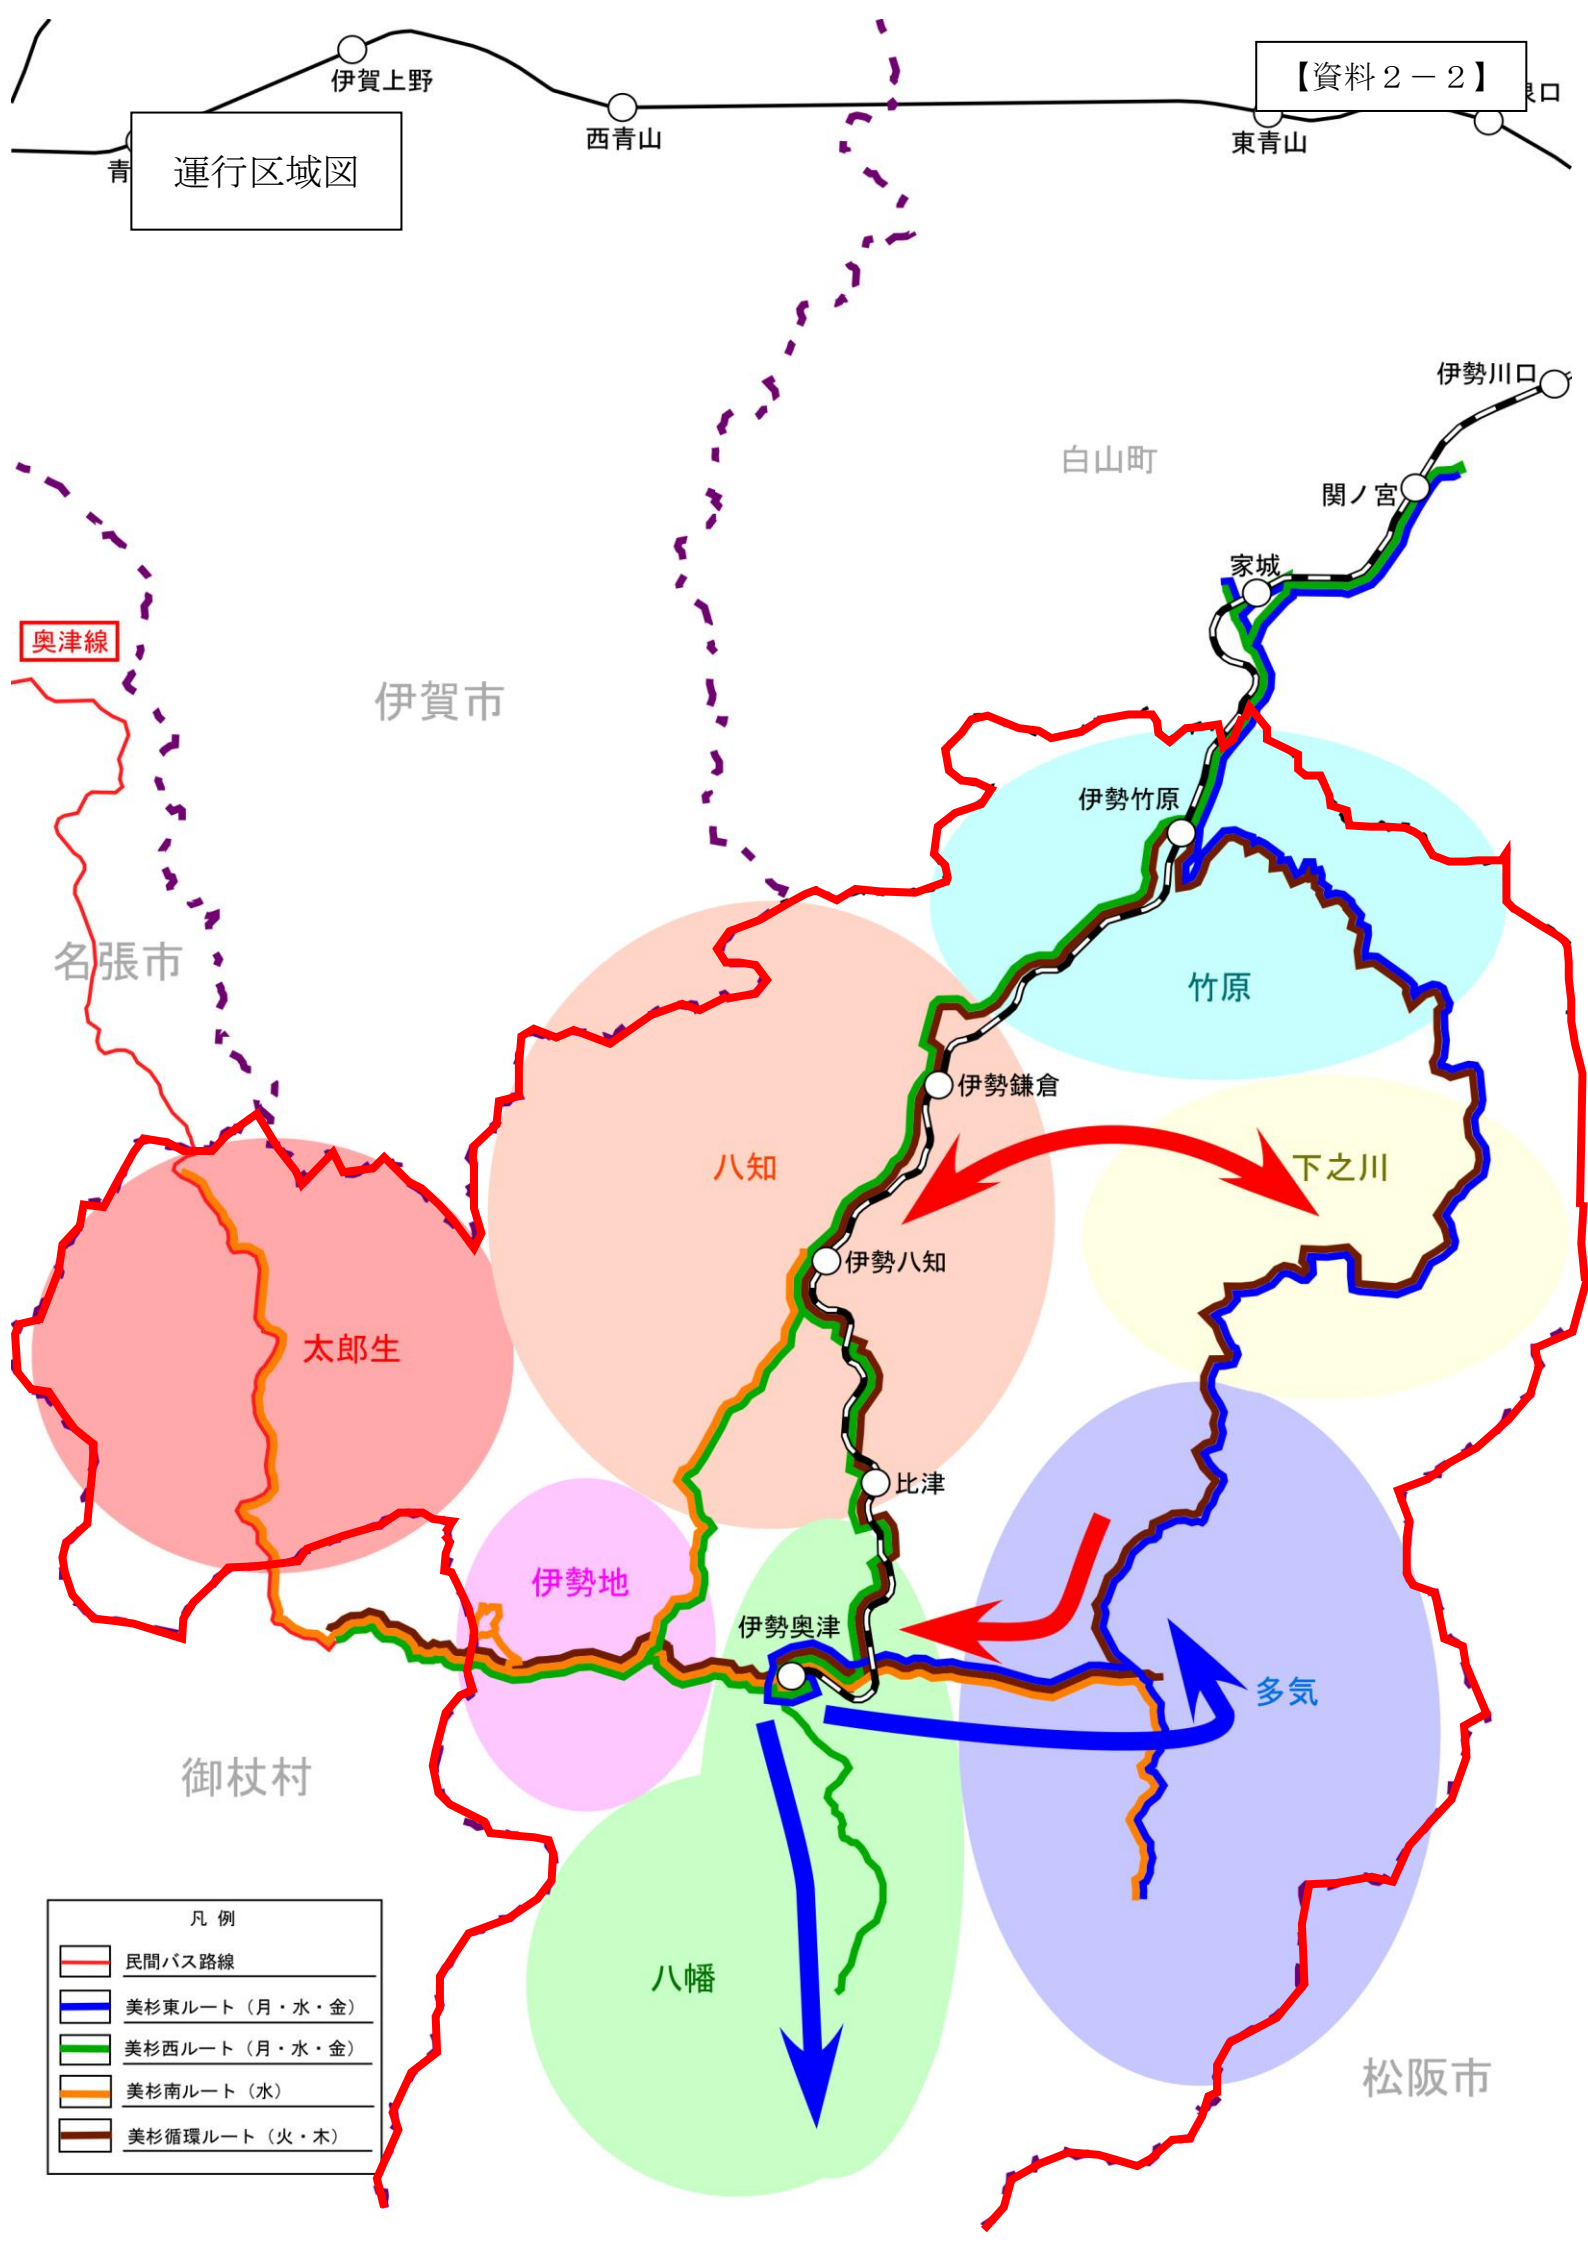 【資料２－２】
伊賀上野
西青山
東青山
泉口
青
運行区域図
伊勢川口
白山町
関ノ宮
家城
奥津線
伊賀市
伊勢竹原
名張市
竹原
伊勢鎌倉
八知
下之川
伊勢八知
太郎生
比津
伊勢地
伊勢奥津
多気
御杖村
八幡
松阪市
凡 例
民間バス路線
美杉東ルート（月・水・金）
美杉西ルート（月・水・金）
美杉南ルート（水）
美杉循環ルート（火・木）